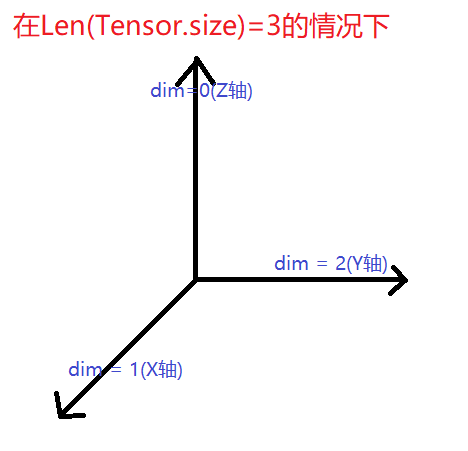 在Len(Tensor.size)=3的情况下
dim=0(Z轴)
dim = 2(Y轴)
dim = 1(X轴)